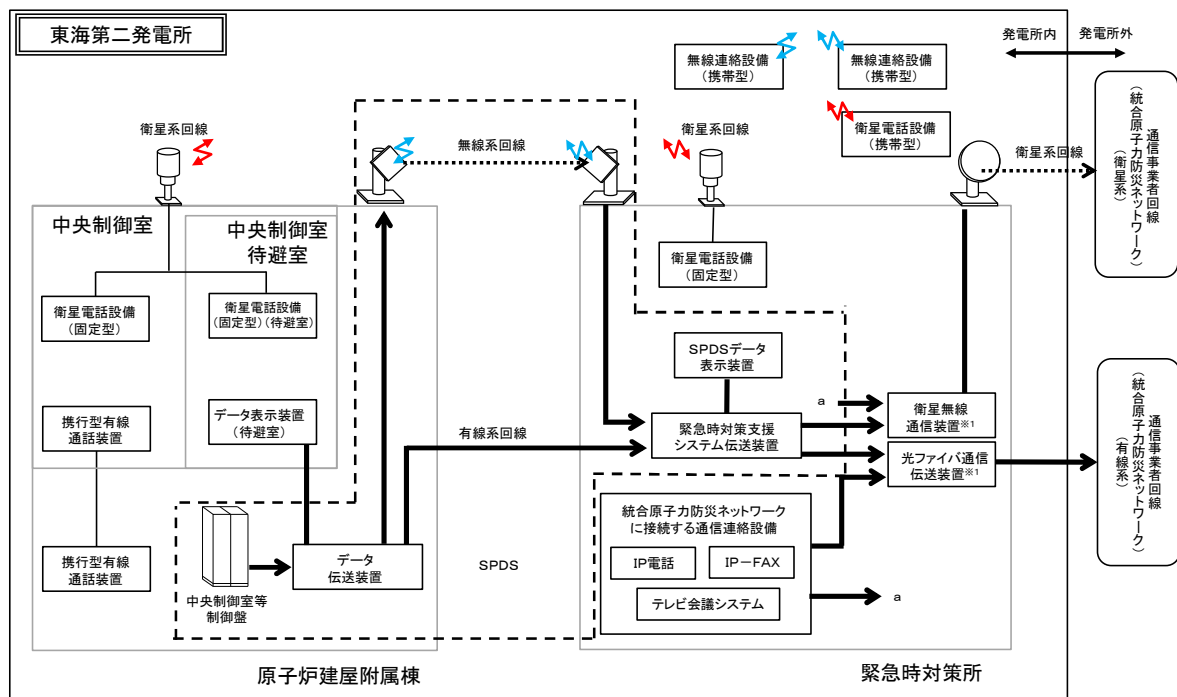 東海第二発電所
発電所内
発電所外
無線連絡設備
(携帯型)
無線連絡設備
(携帯型)
衛星電話設備
(携帯型)
衛星系回線
無線系回線
衛星系回線
衛星系回線
通信事業者回線
(統合原子力防災ネットワーク)
(衛星系)
中央制御室
中央制御室
待避室
衛星電話設備
(固定型)
衛星電話設備
(固定型)(待避室)
衛星電話設備
(固定型)
SPDSデータ
表示装置
携行型有線
通話装置
データ表示装置
(待避室)
有線系回線
緊急時対策支援
システム伝送装置
a
衛星無線
通信装置※1
光ファイバ通信
伝送装置※1
通信事業者回線
(統合原子力防災ネットワーク)
(有線系)
携行型有線
通話装置
中央制御室等
制御盤
データ
伝送装置
SPDS
統合原子力防災ネットワーク
に接続する通信連絡設備
IP電話
IP-FAX
テレビ会議システム
a
原子炉建屋附属棟
緊急時対策所